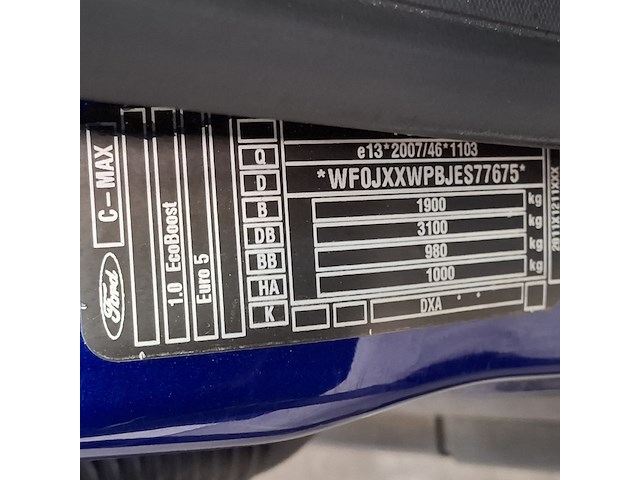 Ford
C-MAX
1.0 EcoBoost
Euro 5
Q
D
B
DB
BB
HA
K
e13*2007/46*1103
*WF0JXXWPBJES77675*
1900 kg
3100 kg
980 kg
1000 kg
DXA